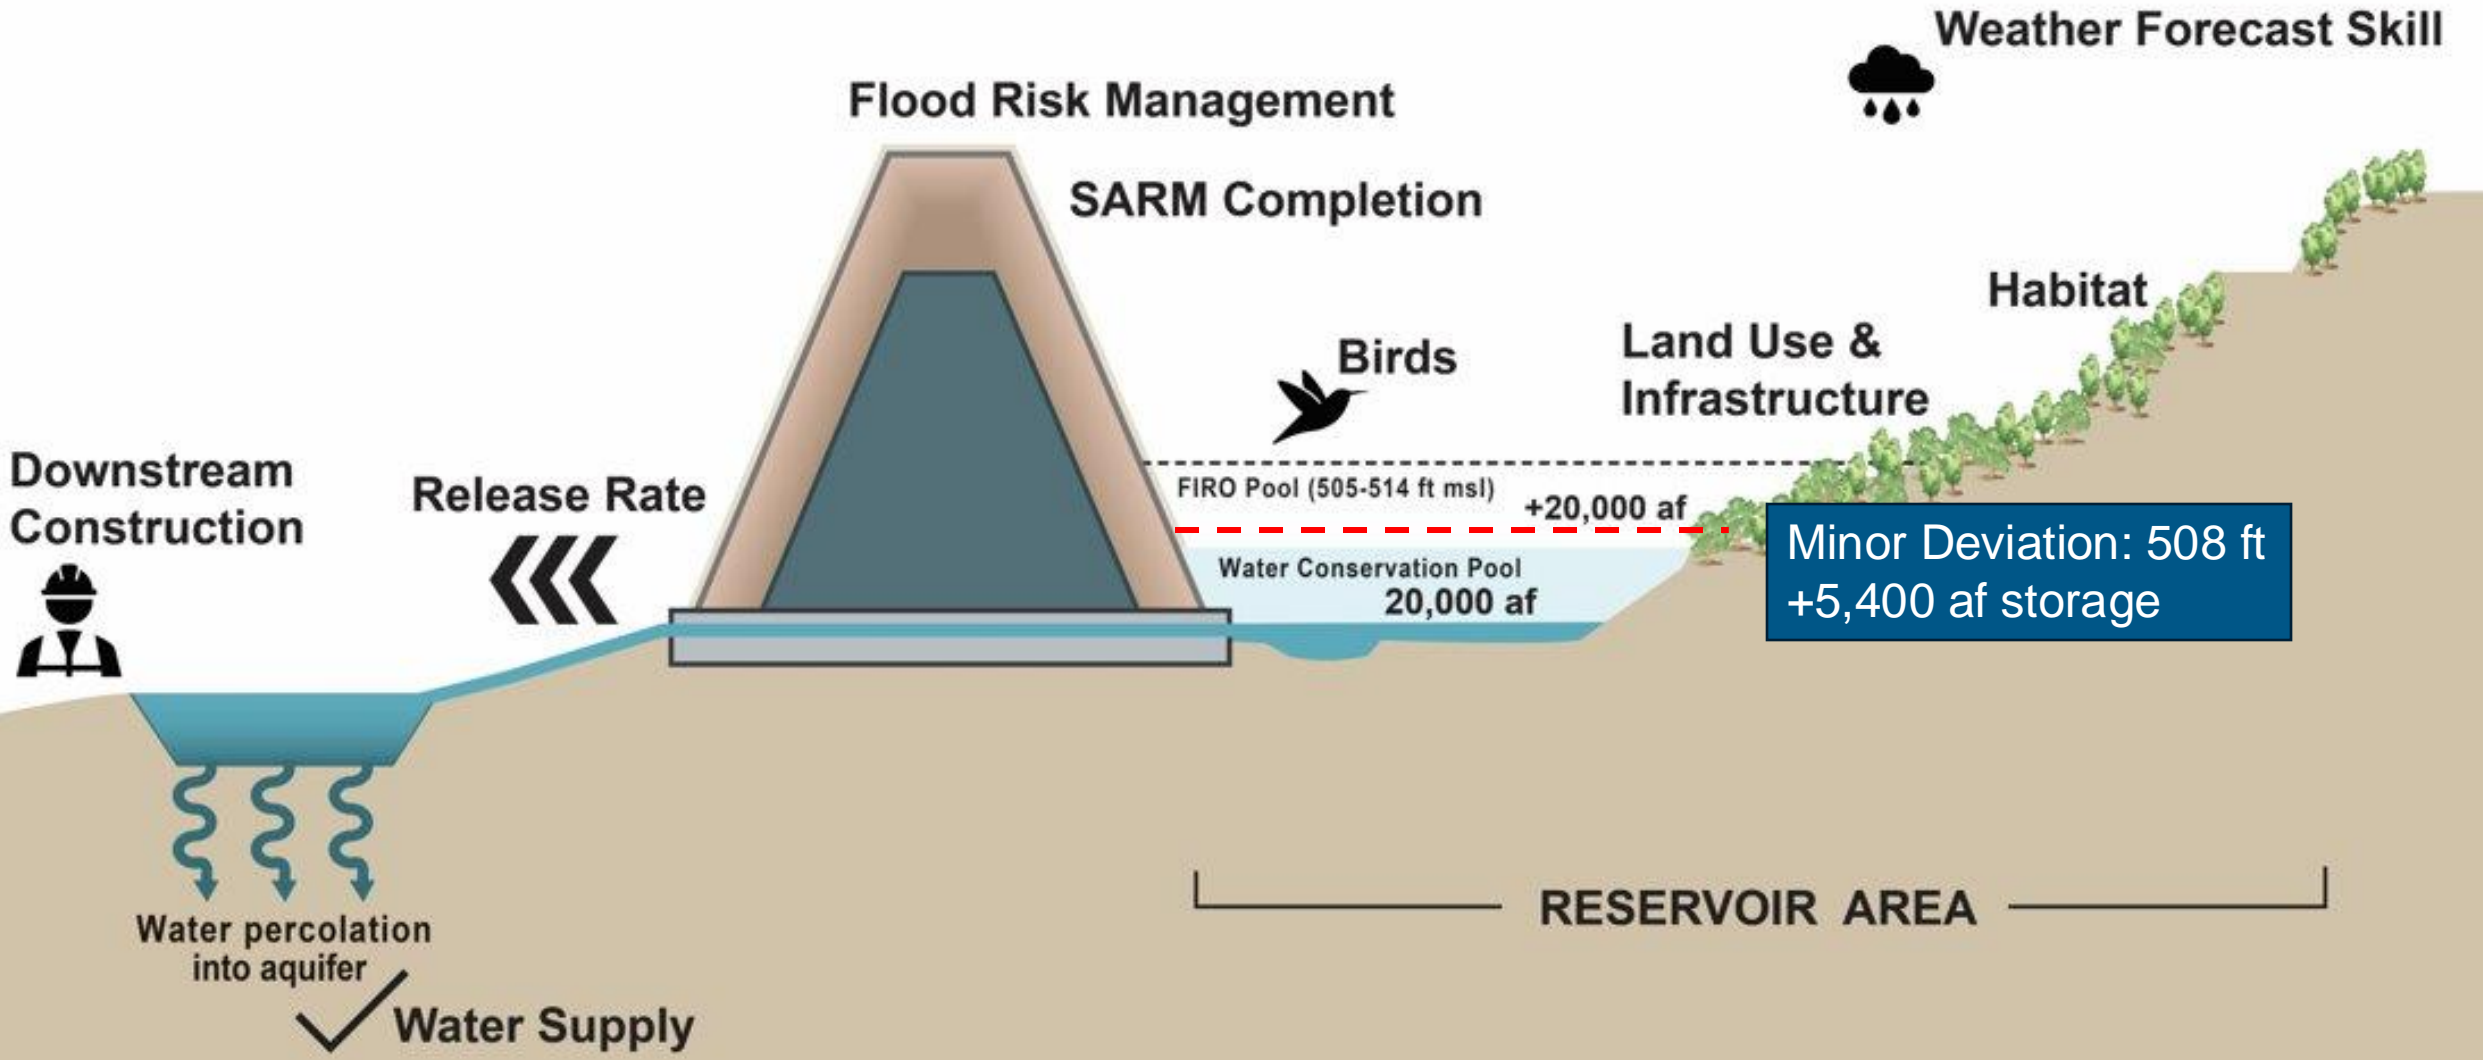 Weather Forecast Skill
Flood Risk Management
SARM Completion
Habitat
Land Use &
Infrastructure
Birds
Downstream
Construction
Release Rate
FIRO Pool (505-514 ft msl)
+20,000 af
Minor Deviation: 508 ft
+5,400 af storage
Water Conservation Pool
20,000 af
RESERVOIR AREA
Water percolation
into aquifer
Water Supply